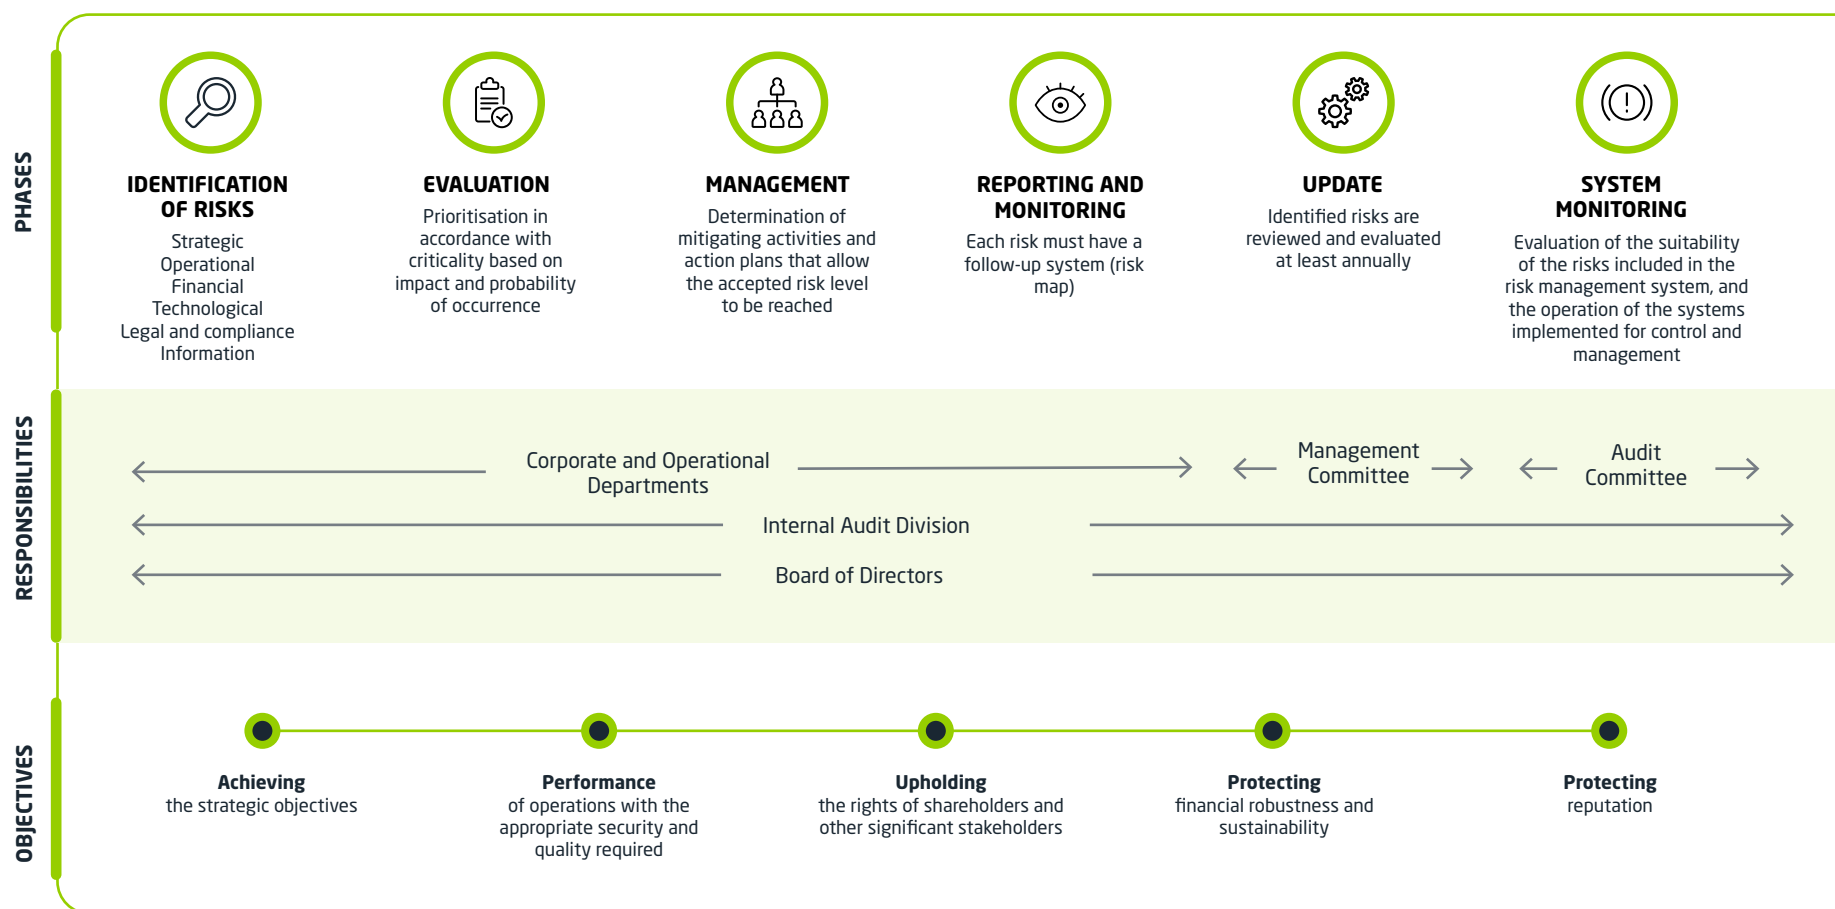 PHASES
IDENTIFICATION
OF RISKS
Strategic
Operational
Financial
Technological
Legal and compliance
Information
EVALUATION
Prioritisation in
accordance with
criticality based on
impact and probability
of occurrence
MANAGEMENT
Determination of
mitigating activities and
action plans that allow
the accepted risk level
to be reached
REPORTING AND
MONITORING
Each risk must have a
follow-up system (risk
map)
UPDATE
Identified risks are
reviewed and evaluated
at least annually
SYSTEM
MONITORING
Evaluation of the suitability
of the risks included in the
risk management system, and
the operation of the systems
implemented for control and
management
RESPONSIBILITIES
Corporate and Operational
Departments
Management
Committee
Audit
Committee
Internal Audit Division
Board of Directors
OBJECTIVES
Achieving
the strategic objectives
Performance
of operations with the
appropriate security and
quality required
Upholding
the rights of shareholders and
other significant stakeholders
Protecting
financial robustness and
sustainability
Protecting
reputation